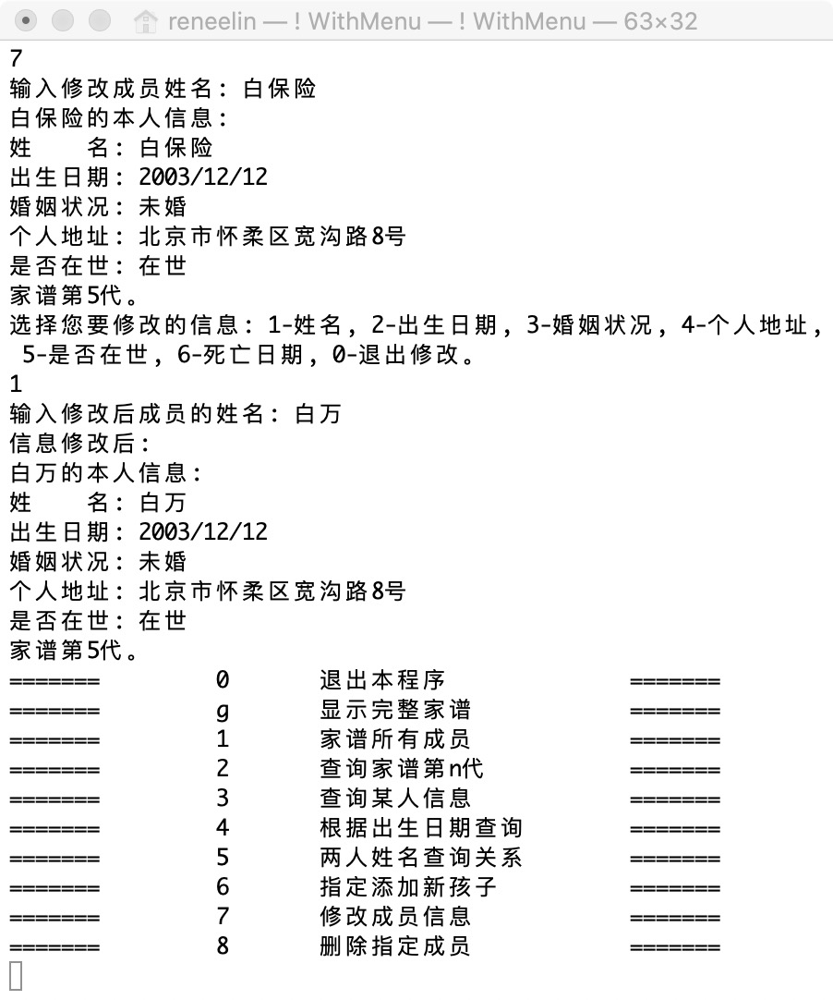 reneelin — ! WithMenu — ! WithMenu — 63×32
7
输入修改成员姓名：白保险
白保险的本人信息：
姓    名：白保险
出生日期：2003/12/12
婚姻状况：未婚
个人地址：北京市怀柔区宽沟路8号
是否在世：在世
家谱第5代。
选择您要修改的信息：1-姓名，2-出生日期，3-婚姻状况，4-个人地址，
5-是否在世，6-死亡日期，0-退出修改。
1
输入修改后成员的姓名：白万
信息修改后：
白万的本人信息：
姓    名：白万
出生日期：2003/12/12
婚姻状况：未婚
个人地址：北京市怀柔区宽沟路8号
是否在世：在世
家谱第5代。
=======         0       退出本程序              =======
=======         g       显示完整家谱            =======
=======         1       家谱所有成员            =======
=======         2       查询家谱第n代           =======
=======         3       查询某人信息            =======
=======         4       根据出生日期查询        =======
=======         5       两人姓名查询关系        =======
=======         6       指定添加新孩子          =======
=======         7       修改成员信息            =======
=======         8       删除指定成员            =======